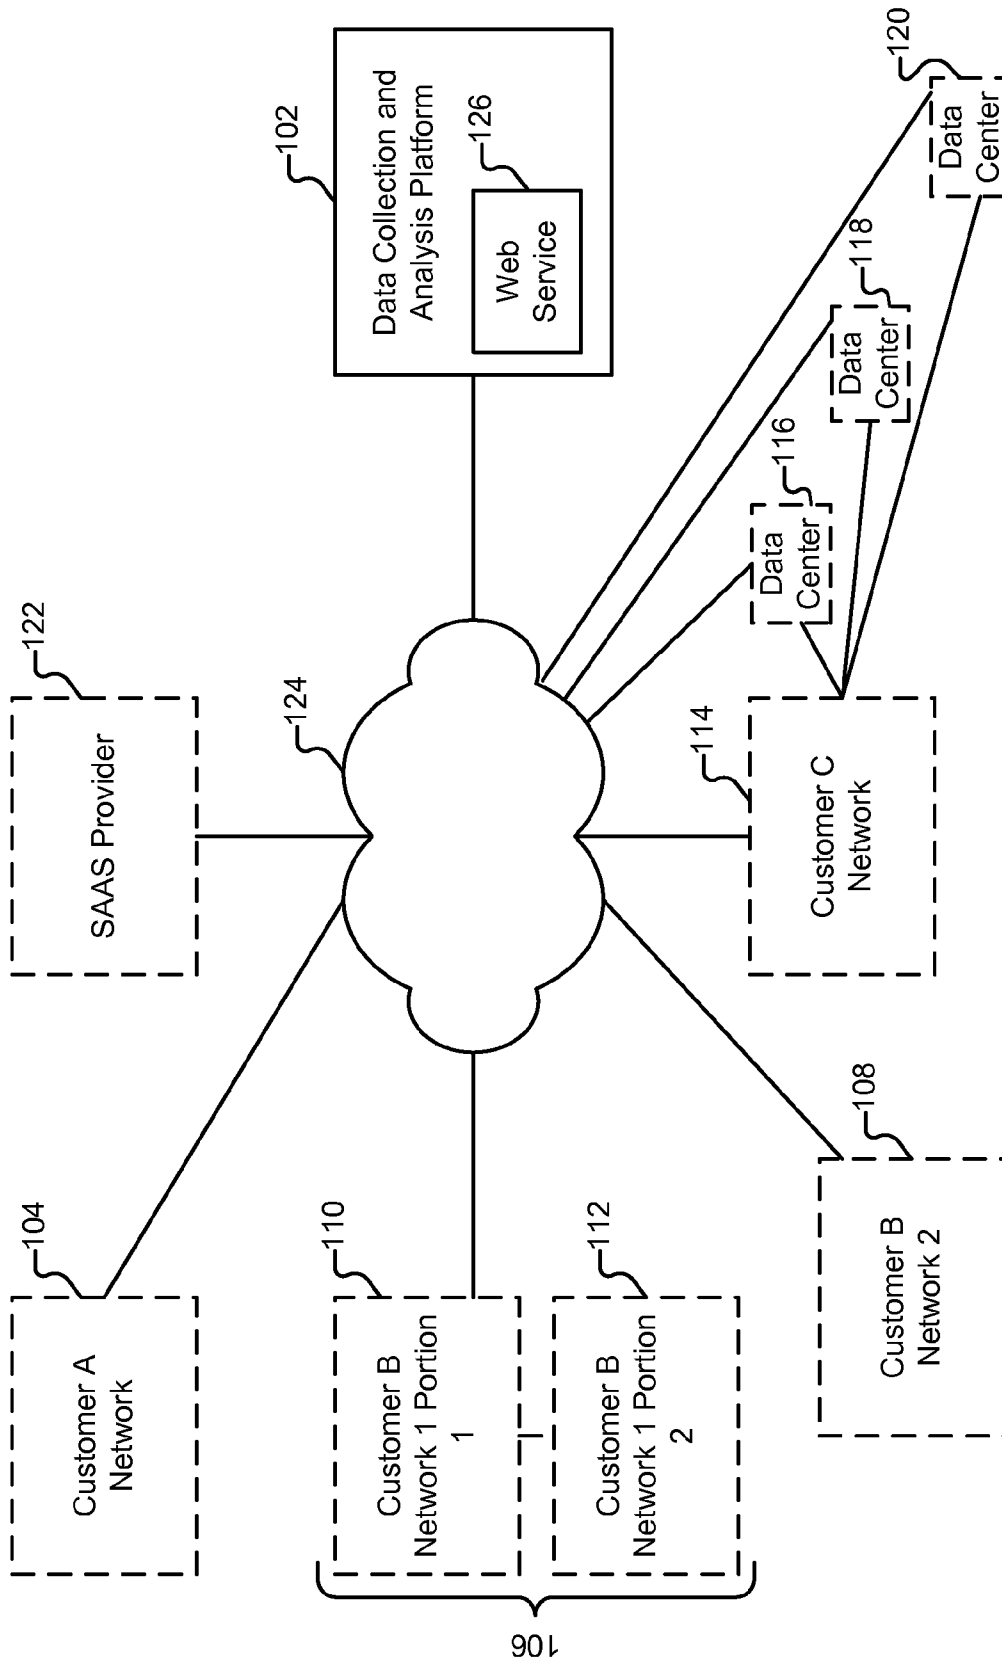 Customer A
Network
104
SAAS Provider
122
Customer B
Network 1 Portion
1
110
Customer B
Network 1 Portion
2
112
106
124
Data Collection and
Analysis Platform
102
Web
Service
126
Customer B
Network 2
108
Customer C
Network
114
Data
Center
116
Data
Center
118
Data
Center
120